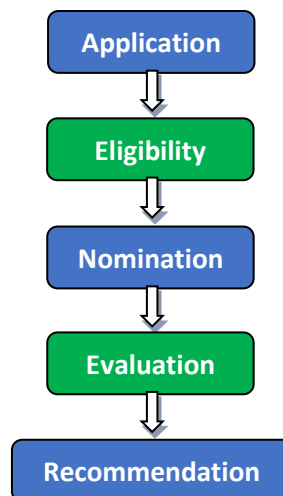 Application
Eligibility
Nomination
Evaluation
Recommendation